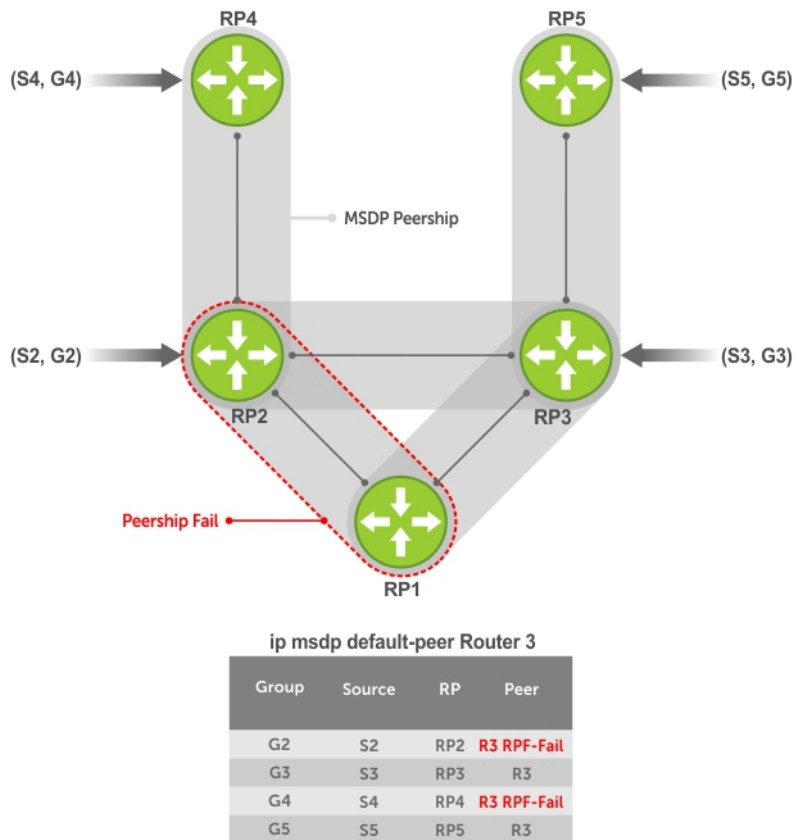 RP4
RP5
(S4, G4)
(S5, G5)
MSDP Peership
(S2, G2)
(S3, G3)
RP2
RP3
Peership Fail
RP1
ip msdp default-peer Router 3
Group Source RP Peer
G2 S2 RP2 R3 RPF-Fail
G3 S3 RP3 R3
G4 S4 RP4 R3 RPF-Fail
G5 S5 RP5 R3